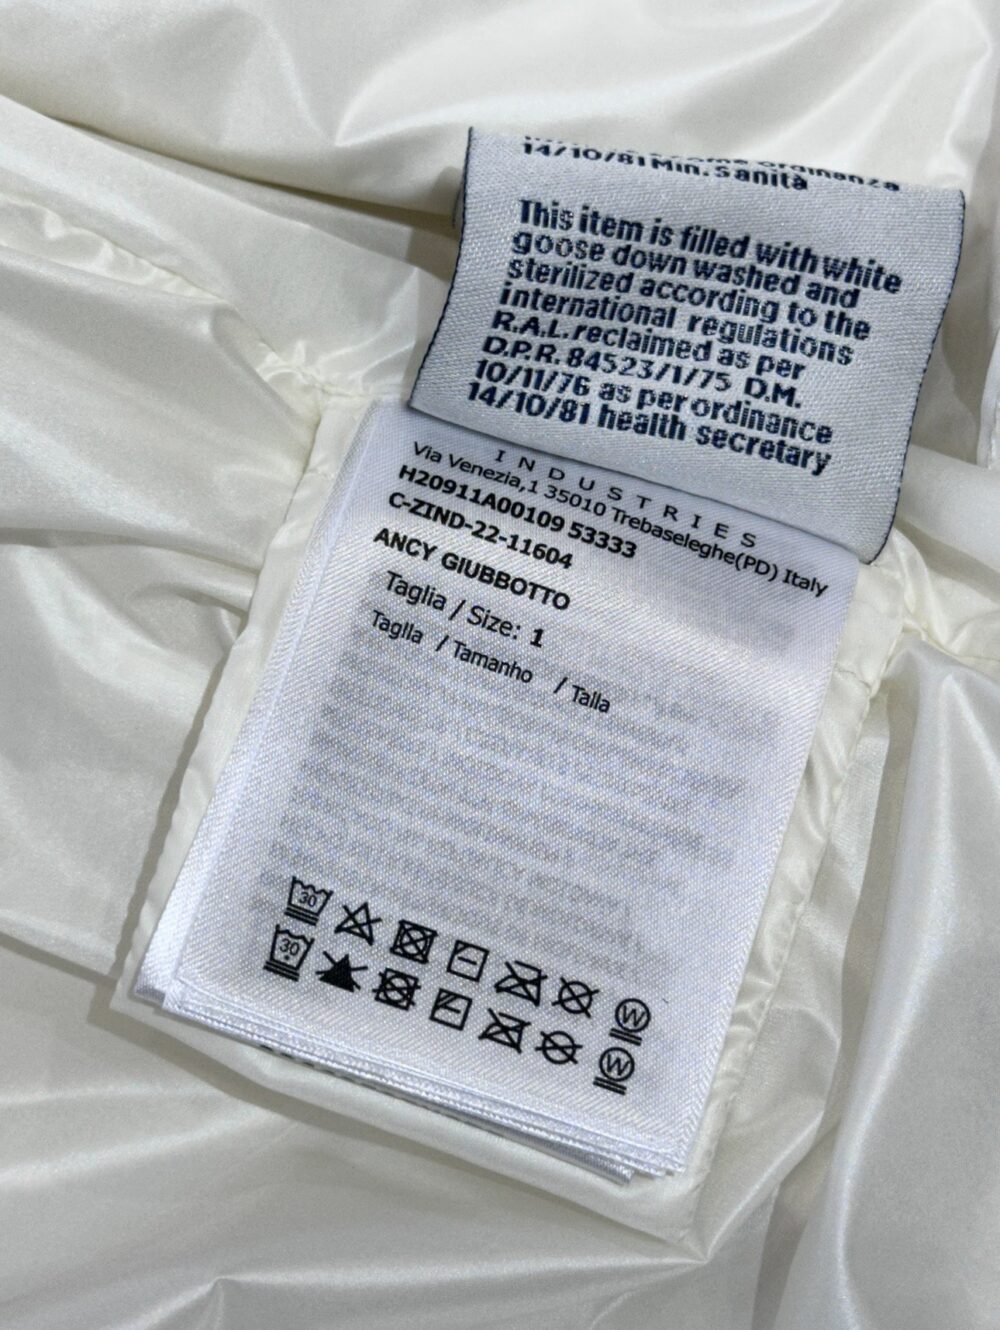 14/10/81 Min. sanità
This item is filled with white
goose down washed and
sterilized according to the
international regulations
R.A.L. reclaimed as per
D.P.R. 84523/1/75 D.M.
10/11/76 as per ordinance
14/10/81 health secretary
INDUSTRIES
Via Venezia,1 35010 Trebaseleghe(PD) Italy
H20911A00109 53333
C-ZIND-22-11604
ANCY GIUBBOTTO
Taglia / Size: 1
Taglla / Tamanho / Talla
30
W
30
W